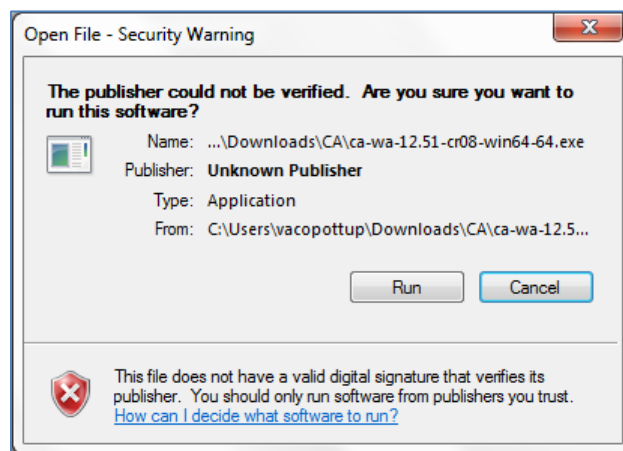 Open File - Security Warning
The publisher could not be verified. Are you sure you want to
run this software?
Name: ...\Downloads\CA\ca-wa-12.51-cr08-win64-64.exe
Publisher: Unknown Publisher
Type: Application
From: C:\Users\vacopottup\Downloads\CA\ca-wa-12.5...
Run Cancel
This file does not have a valid digital signature that verifies its
publisher. You should only run software from publishers you trust.
How can I decide what software to run?